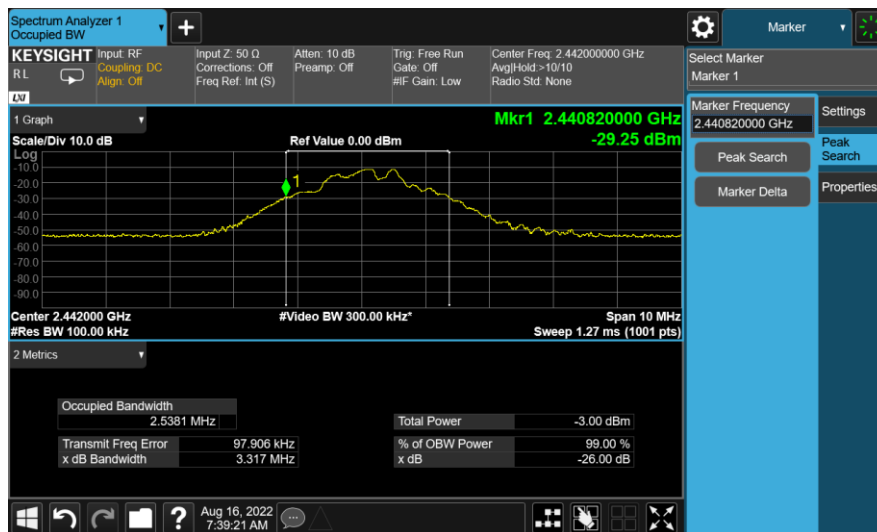 Spectrum Analyzer 1
Occupied BW
+
Marker
KEYSIGHT
RL
LXI
Input: RF
Coupling: DC
Align: Off
Input Z: 50 Ω
Corrections: Off
Freq Ref: Int (S)
Atten: 10 dB
Preamp: Off
Trig: Free Run
Gate: Off
#IF Gain: Low
Center Freq: 2.442000000 GHz
Avg|Hold:>10/10
Radio Std: None
Select Marker
Marker 1
Marker Frequency
2.440820000 GHz
Peak Search
Marker Delta
Settings
Peak
Search
Properties
1 Graph
Scale/Div 10.0 dB
Ref Value 0.00 dBm
Mkr1 2.440820000 GHz
-29.25 dBm
Log
-10.0
-20.0
-30.0
-40.0
-50.0
-60.0
-70.0
-80.0
-90.0
1
Center 2.442000 GHz
#Res BW 100.00 kHz
#Video BW 300.00 kHz*
Span 10 MHz
Sweep 1.27 ms (1001 pts)
2 Metrics
Occupied Bandwidth
2.5381 MHz
Transmit Freq Error 97.906 kHz
x dB Bandwidth 3.317 MHz
Total Power -3.00 dBm
% of OBW Power 99.00 %
x dB -26.00 dB
?
Aug 16, 2022
7:39:21 AM